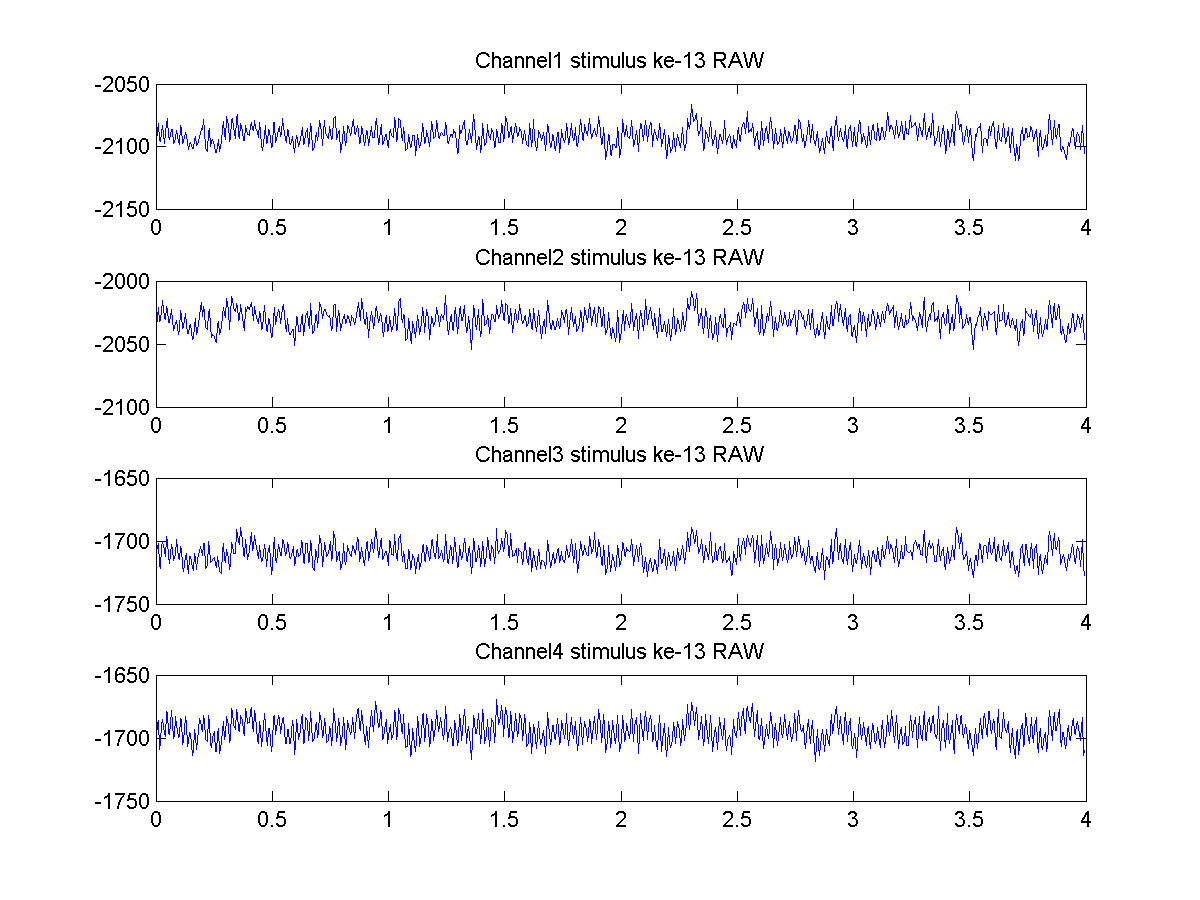 Channel1 stimulus ke-13 RAW
-2050
-2100
-2150
0 0.5 1 1.5 2 2.5 3 3.5 4
Channel2 stimulus ke-13 RAW
-2000
-2050
-2100
0 0.5 1 1.5 2 2.5 3 3.5 4
Channel3 stimulus ke-13 RAW
-1650
-1700
-1750
0 0.5 1 1.5 2 2.5 3 3.5 4
Channel4 stimulus ke-13 RAW
-1650
-1700
-1750
0 0.5 1 1.5 2 2.5 3 3.5 4